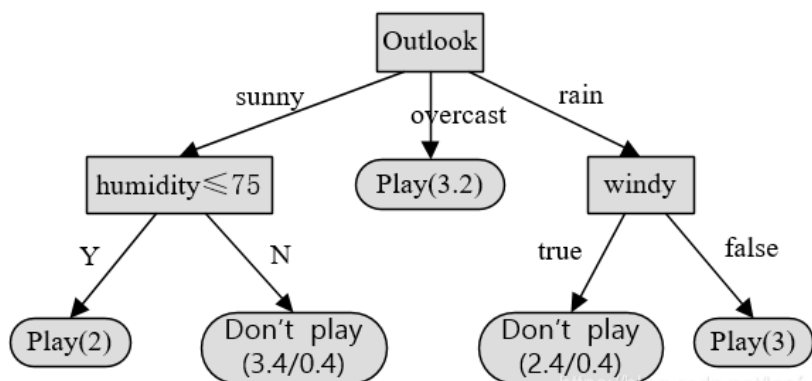 Outlook
sunny
overcast
rain
humidity≤75
Play(3.2)
windy
Y
N
true
false
Play(2)
Don't play
(3.4/0.4)
Don't play
(2.4/0.4)
Play(3)